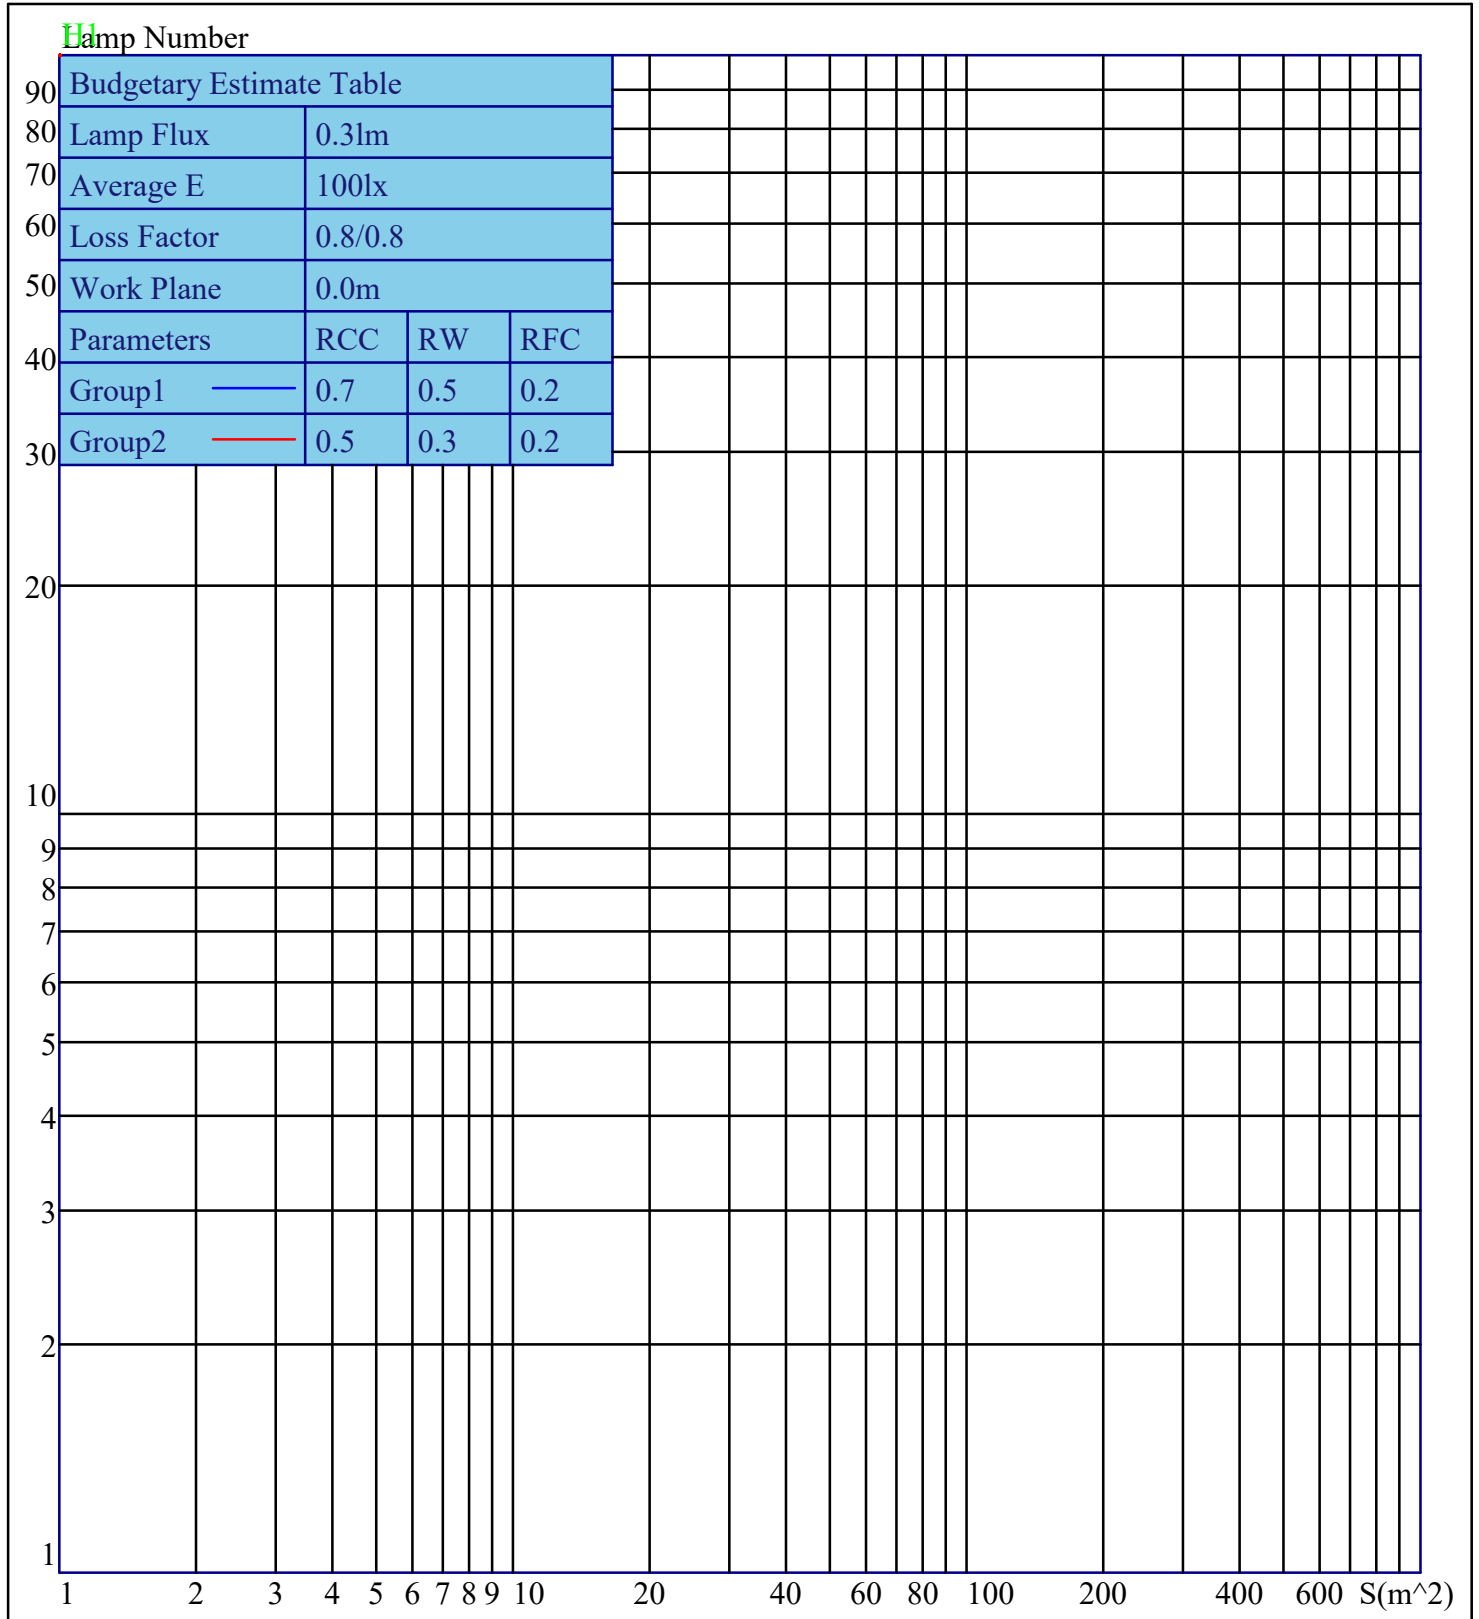 Lamp Number
Budgetary Estimate Table
Lamp Flux 0.3lm
Average E 100lx
Loss Factor 0.8/0.8
Work Plane 0.0m
Parameters RCC RW RFC
Group1 0.7 0.5 0.2
Group2 0.5 0.3 0.2
90
80
70
60
50
40
30
20
10
9
8
7
6
5
4
3
2
1
1 2 3 4 5 6 7 8 9 10 20 40 60 80 100 200 400 600 S(m^2)